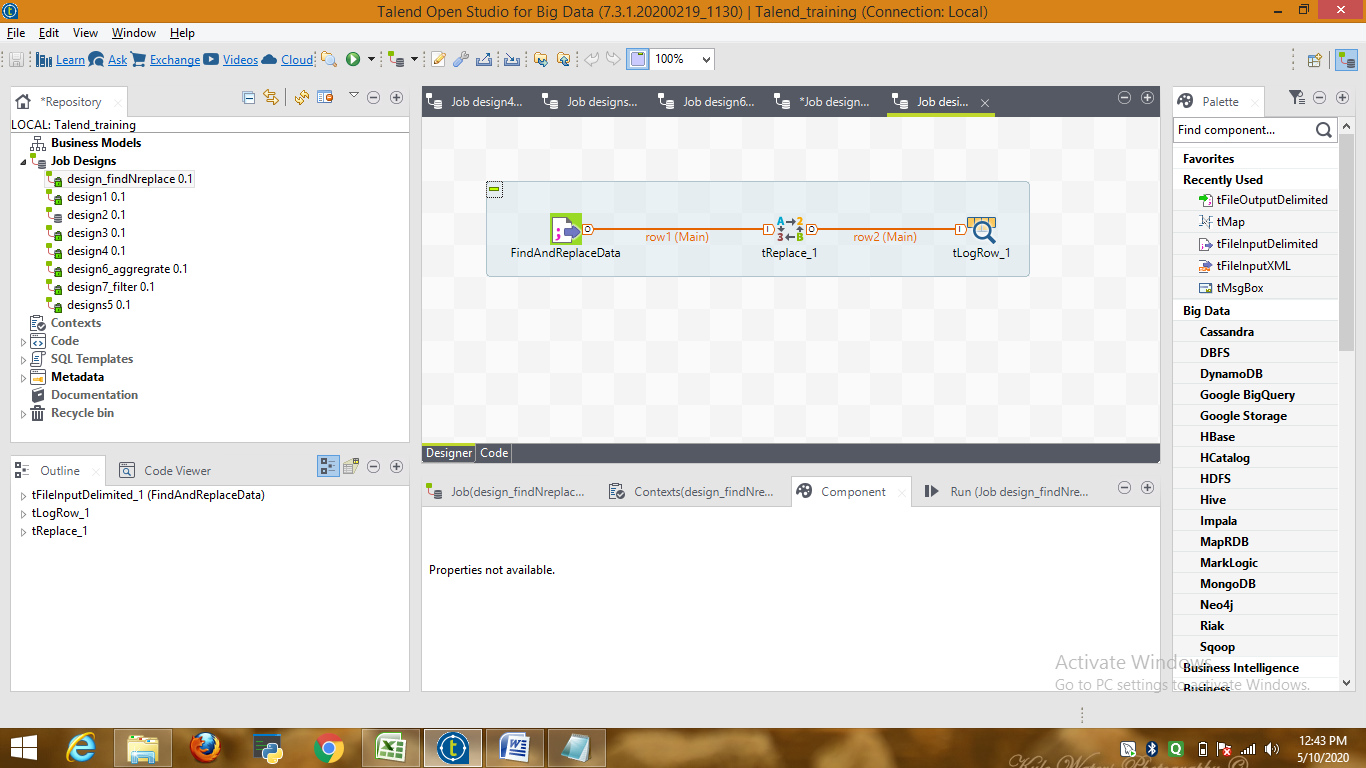 Talend Open Studio for Big Data (7.3.1.20200219_1130) | Talend_training (Connection: Local)
File Edit View Window Help
Learn Ask Exchange Videos Cloud 100%
*Repository
LOCAL: Talend_training
Business Models
Job Designs
design_findNreplace 0.1
design1 0.1
design2 0.1
design3 0.1
design4 0.1
design6_aggregrate 0.1
design7_filter 0.1
designs5 0.1
Contexts
Code
SQL Templates
Metadata
Documentation
Recycle bin
Outline Code Viewer
tFileInputDelimited_1 (FindAndReplaceData)
tLogRow_1
tReplace_1
Job design4... Job designs... Job design6... *Job design... Job desi...
row1 (Main) row2 (Main)
FindAndReplaceData tReplace_1 tLogRow_1
Designer Code
Job(design_findNreplac... Contexts(design_findNre... Component Run (Job design_findNre...
Properties not available.
Palette
Find component...
Favorites
Recently Used
tFileOutputDelimited
tMap
tFileInputDelimited
tFileInputXML
tMsgBox
Big Data
Cassandra
DBFS
DynamoDB
Google BigQuery
Google Storage
HBase
HCatalog
HDFS
Hive
Impala
MapRDB
MarkLogic
MongoDB
Neo4j
Riak
Sqoop
Business Intelligence
Business
Activate Windows
Go to PC settings to activate Windows.
12:43 PM
5/10/2020